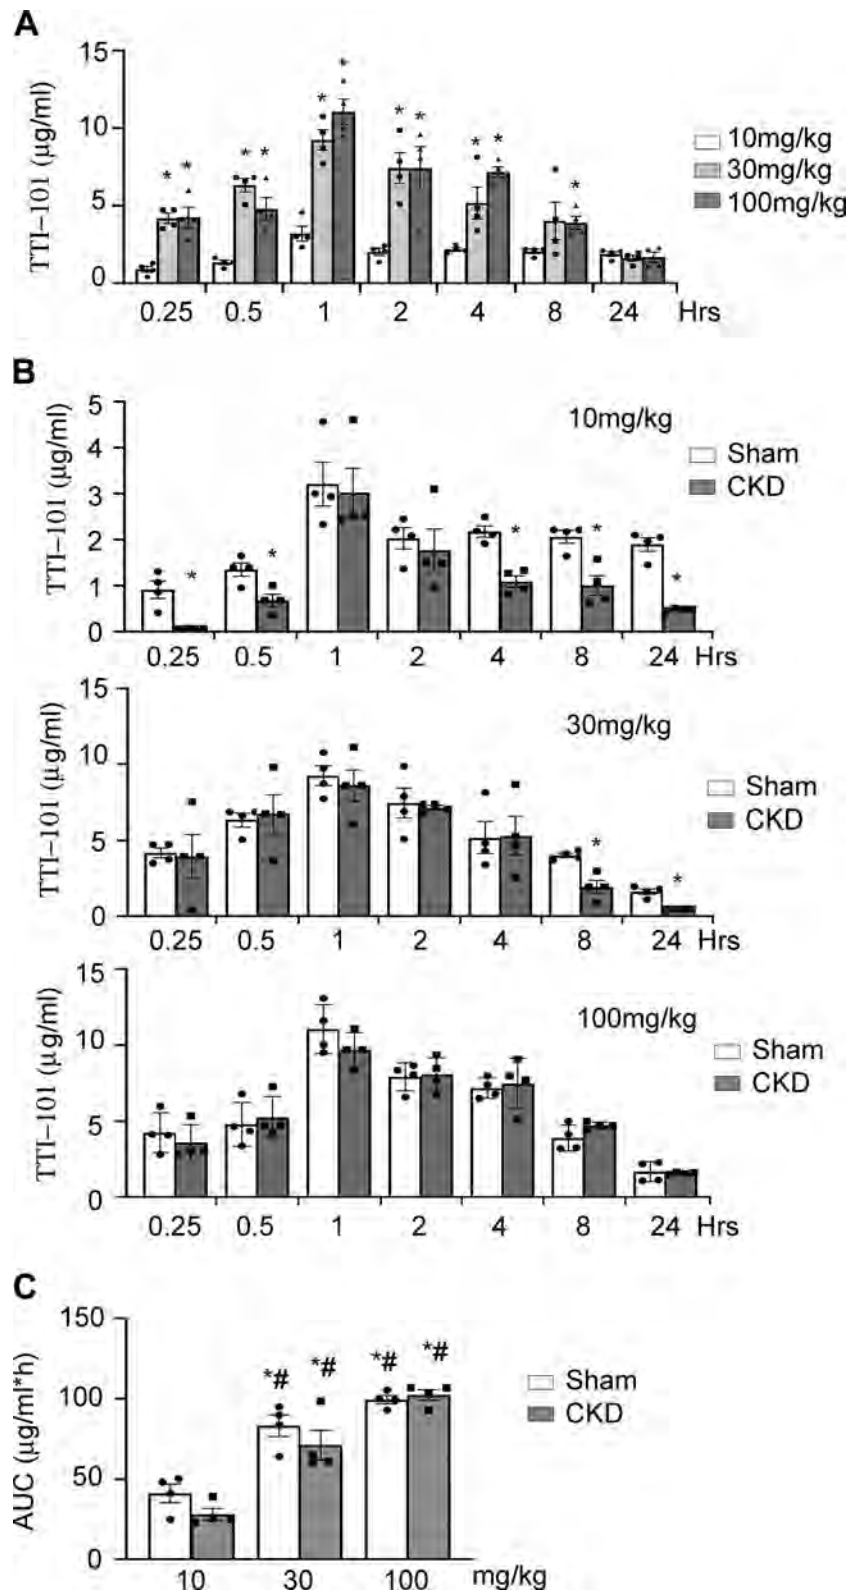 A
TTI–101 (μg/ml)
15
10
5
0
* * * * * * * * * * *
10mg/kg
30mg/kg
100mg/kg
0.25 0.5 1 2 4 8 24 Hrs
B
TTI–101 (μg/ml)
5
4
3
2
1
0
10mg/kg
Sham
CKD
* * * * *
0.25 0.5 1 2 4 8 24 Hrs
TTI–101 (μg/ml)
15
10
5
0
30mg/kg
Sham
CKD
* *
0.25 0.5 1 2 4 8 24 Hrs
TTI–101 (μg/ml)
15
10
5
0
100mg/kg
Sham
CKD
0.25 0.5 1 2 4 8 24 Hrs
C
AUC (μg/ml*h)
150
100
50
0
*# *# *# *#
Sham
CKD
10 30 100 mg/kg